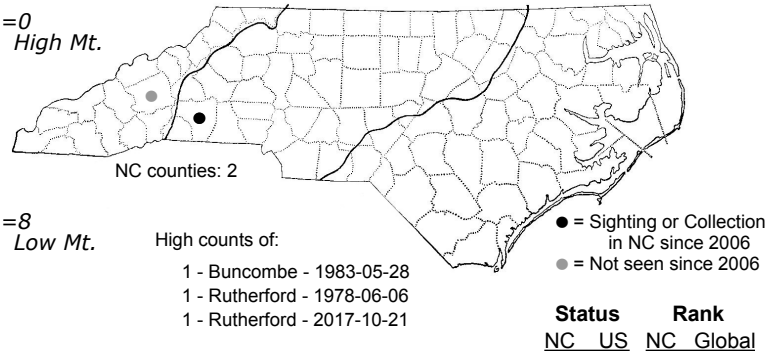 =0
High Mt.
NC counties: 2
=8
Low Mt.
High counts of:
1 - Buncombe - 1983-05-28
1 - Rutherford - 1978-06-06
1 - Rutherford - 2017-10-21
● = Sighting or Collection
in NC since 2006
● = Not seen since 2006
Status Rank
NC US NC Global